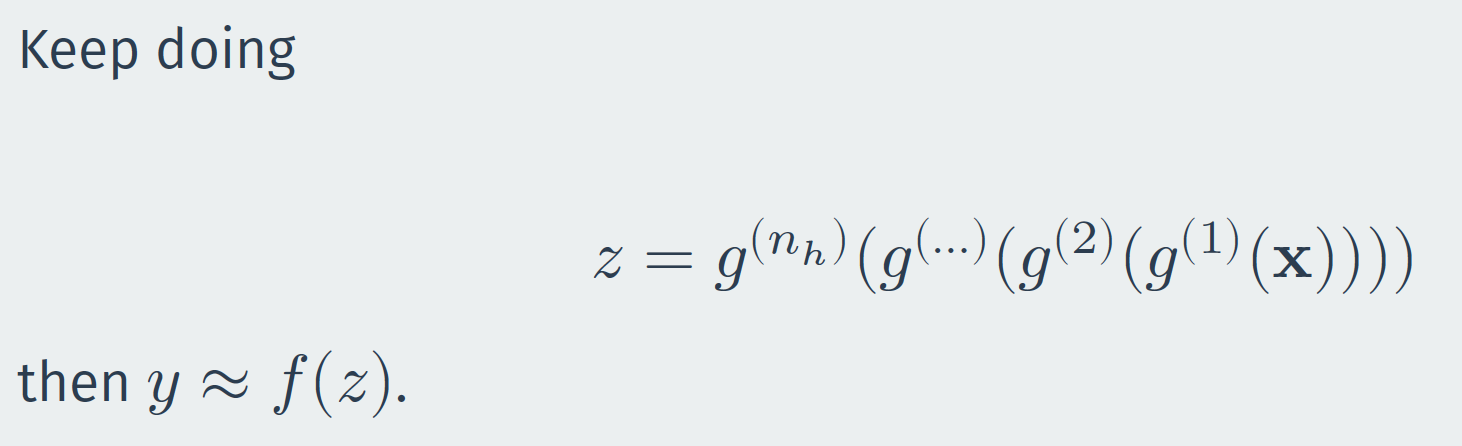 Keep doing
z = g^{(n_h)}(g^{(...)}(g^{(2)}(g^{(1)}(𝐱))))
then y ≈ f(z).